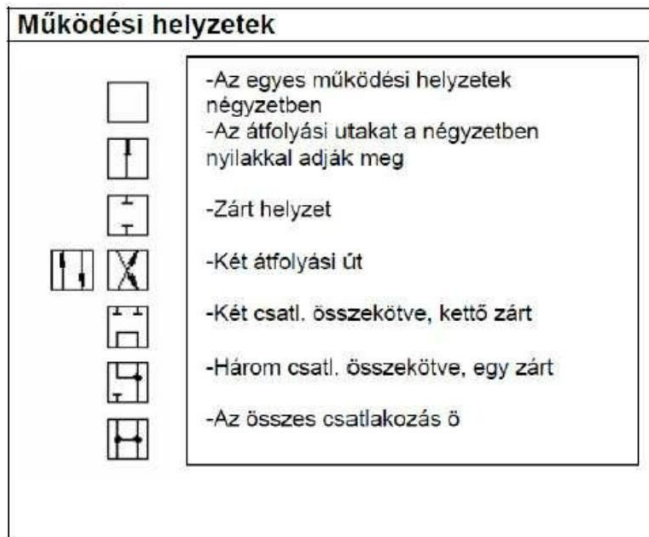 Működési helyzetek
-Az egyes működési helyzetek
négyzetben
-Az átfolyási utakat a négyzetben
nyilakkal adják meg
-Zárt helyzet
-Két átfolyási út
-Két csatl. összekötve, kettő zárt
-Három csatl. összekötve, egy zárt
-Az összes csatlakozás ö